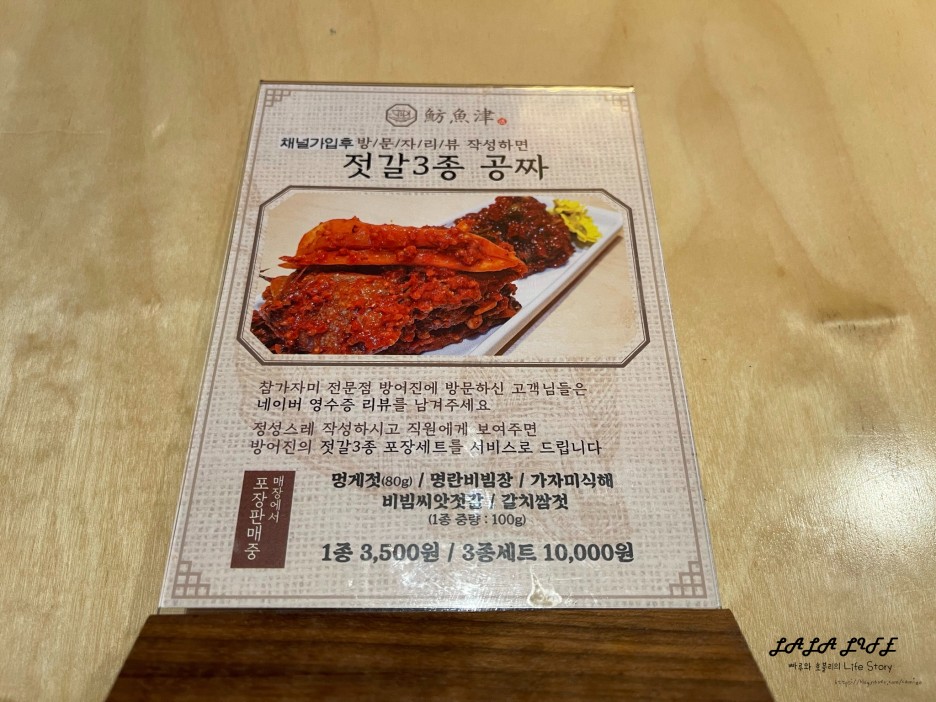 魴魚津
채널가입후 방/문/자/리/뷰 작성하면
젓갈3종 공짜
참가자미 전문점 방어진에 방문하신 고객님들은
네이버 영수증 리뷰를 남겨주세요
정성스레 작성하시고 직원에게 보여주면
방어진의 젓갈3종 포장세트를 서비스로 드립니다
매장에서
포장판매중
멍게젓(80g) / 명란비빔장 / 가자미식해
비빔씨앗젓갈 / 갈치쌈젓
(1종 중량 : 100g)
1종 3,500원 / 3종세트 10,000원
LALA LIFE
Life Story